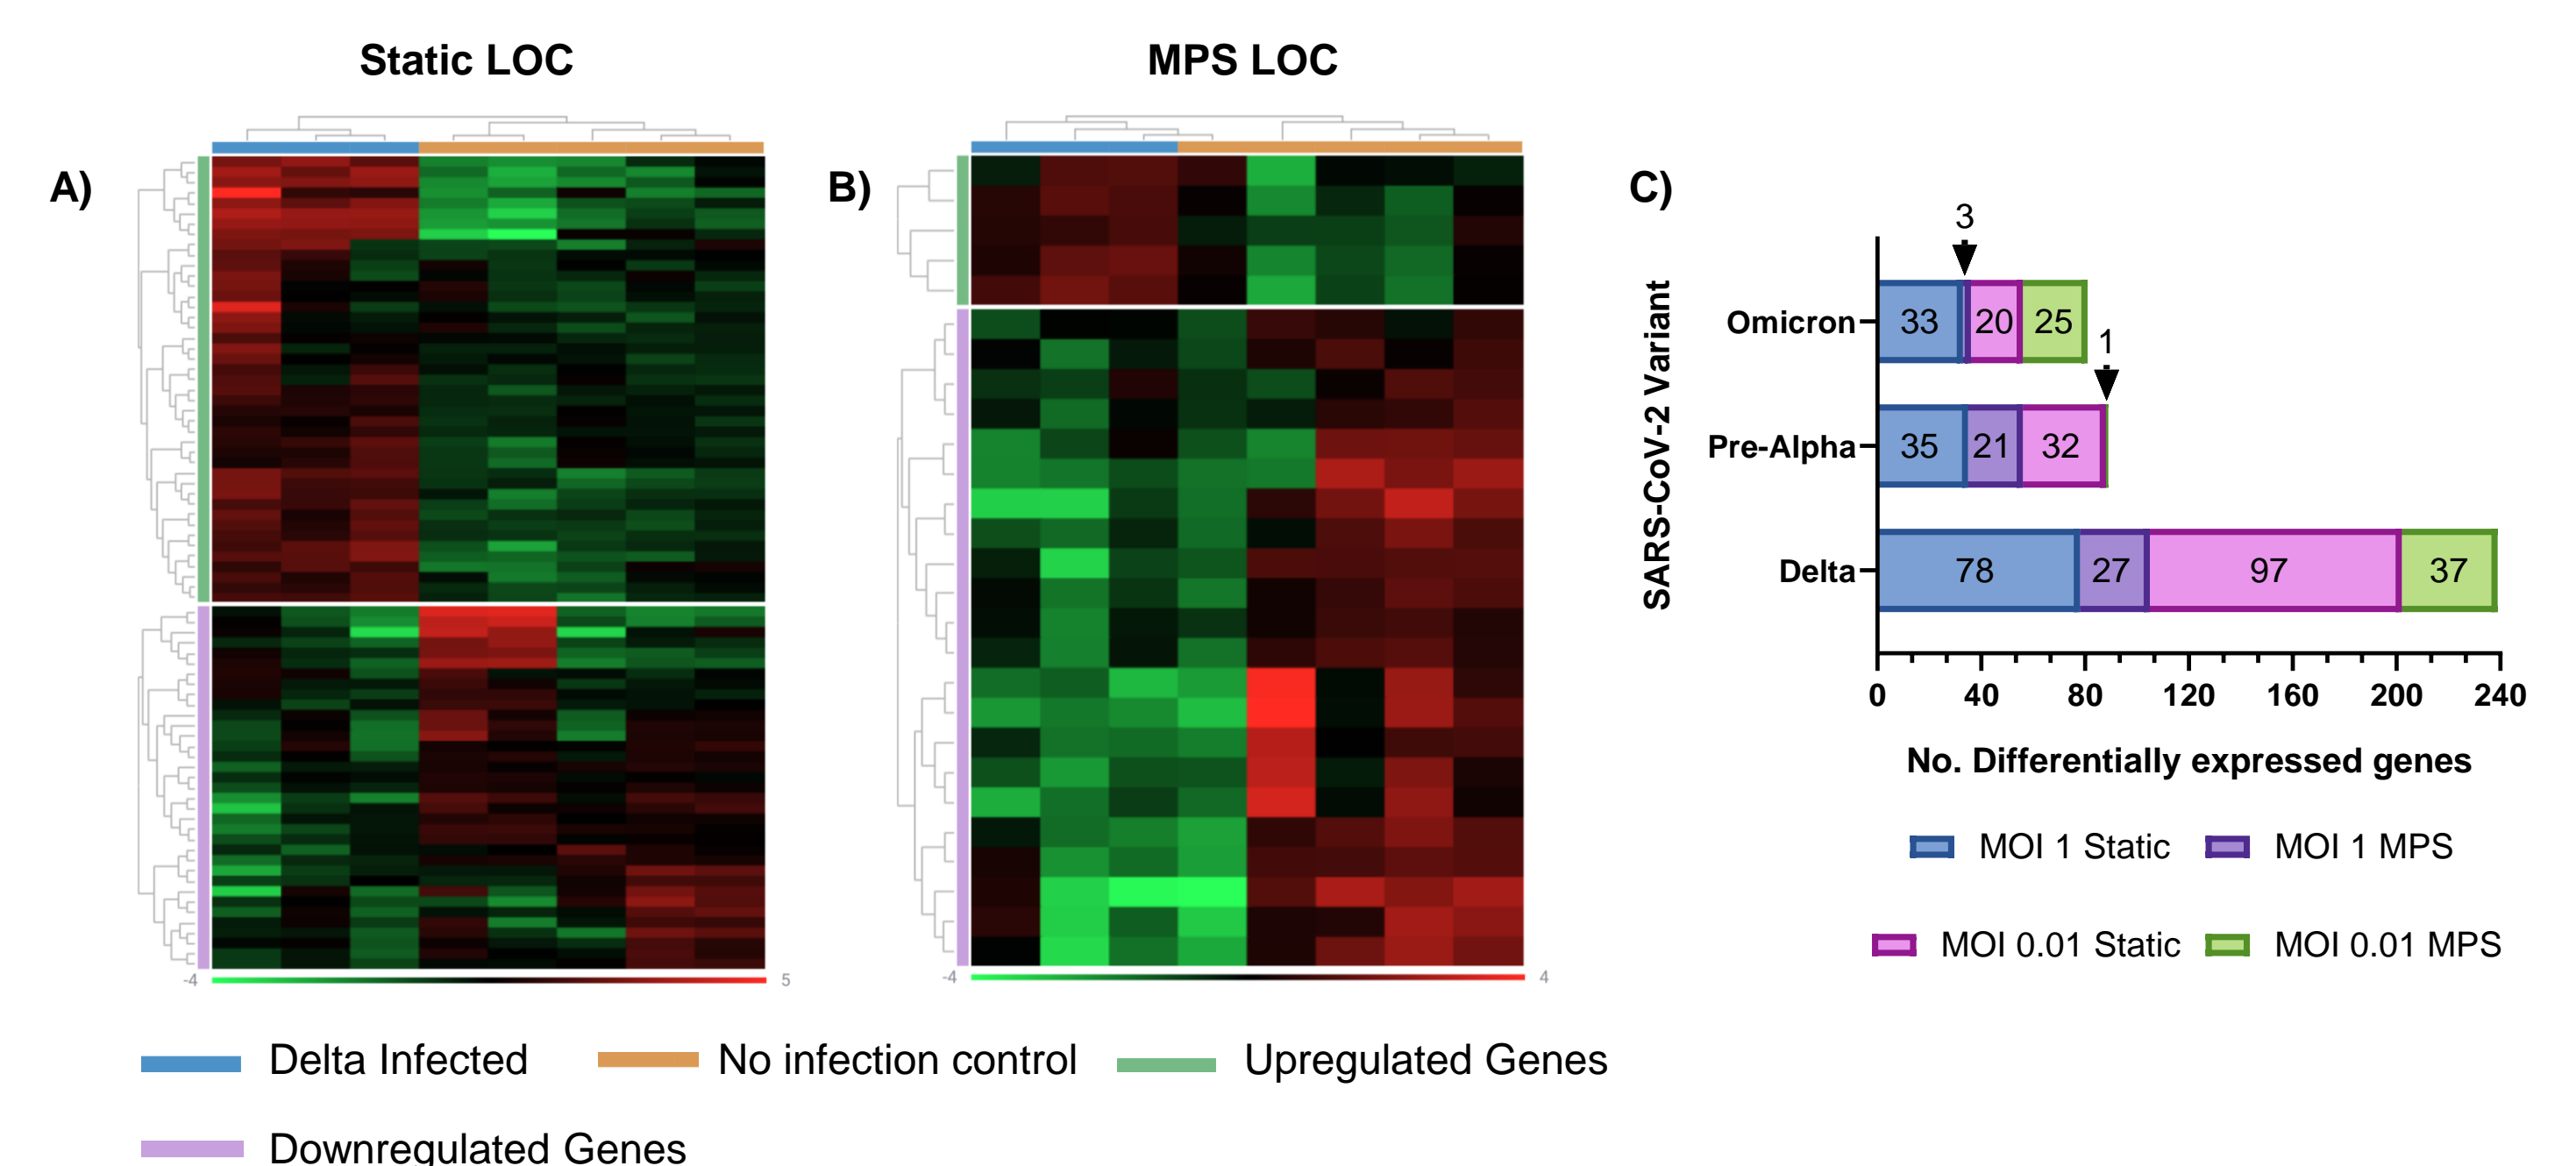 Static LOC
MPS LOC
A)
B)
C)
-4
5
-4
4
3
1
SARS-CoV-2 Variant
Omicron
33
20
25
Pre-Alpha
35
21
32
Delta
78
27
97
37
0 40 80 120 160 200 240
No. Differentially expressed genes
MOI 1 Static
MOI 1 MPS
MOI 0.01 Static
MOI 0.01 MPS
Delta Infected
No infection control
Upregulated Genes
Downregulated Genes